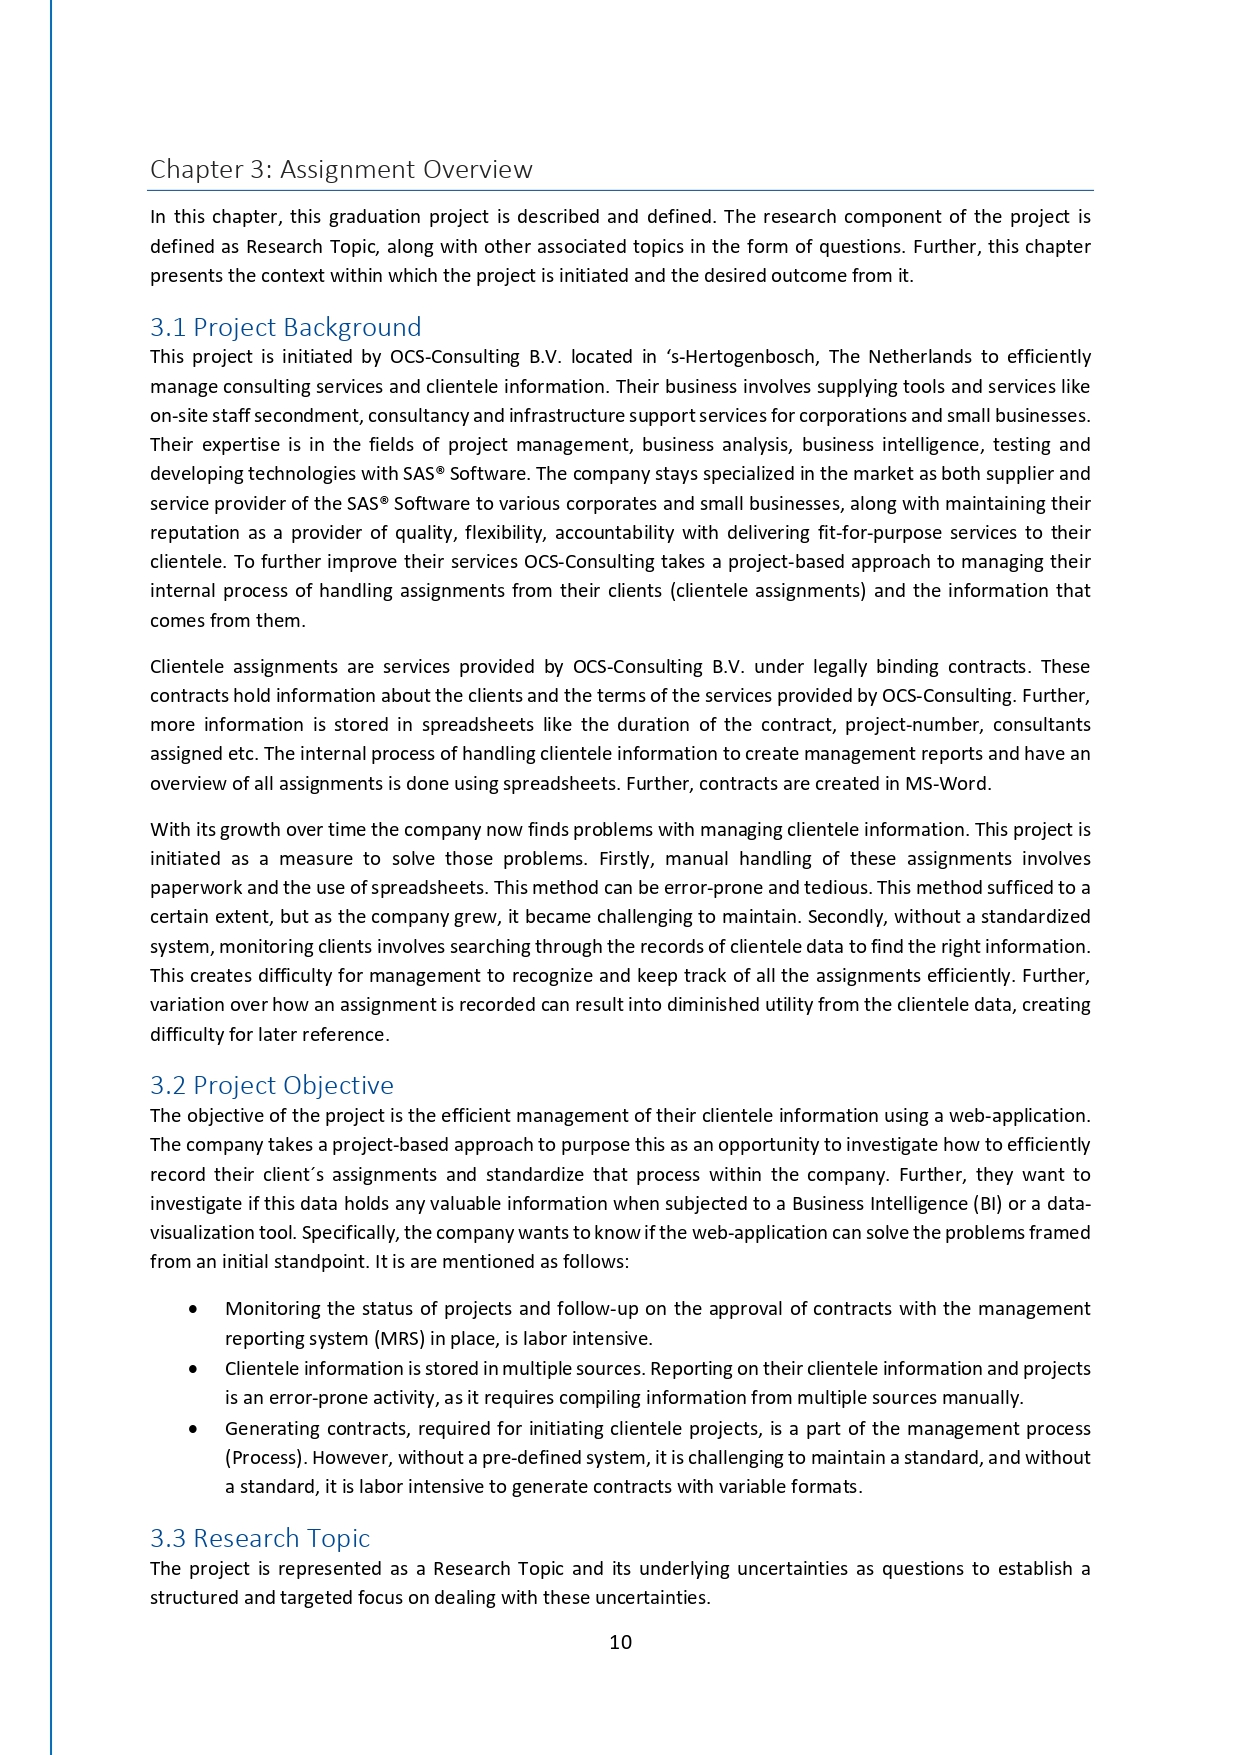 Chapter 3: Assignment Overview
In this chapter, this graduation project is described and defined. The research component of the project is
defined as Research Topic, along with other associated topics in the form of questions. Further, this chapter
presents the context within which the project is initiated and the desired outcome from it.
3.1 Project Background
This project is initiated by OCS-Consulting B.V. located in ‘s-Hertogenbosch, The Netherlands to efficiently
manage consulting services and clientele information. Their business involves supplying tools and services like
on-site staff secondment, consultancy and infrastructure support services for corporations and small businesses.
Their expertise is in the fields of project management, business analysis, business intelligence, testing and
developing technologies with SAS® Software. The company stays specialized in the market as both supplier and
service provider of the SAS® Software to various corporates and small businesses, along with maintaining their
reputation as a provider of quality, flexibility, accountability with delivering fit-for-purpose services to their
clientele. To further improve their services OCS-Consulting takes a project-based approach to managing their
internal process of handling assignments from their clients (clientele assignments) and the information that
comes from them.
Clientele assignments are services provided by OCS-Consulting B.V. under legally binding contracts. These
contracts hold information about the clients and the terms of the services provided by OCS-Consulting. Further,
more information is stored in spreadsheets like the duration of the contract, project-number, consultants
assigned etc. The internal process of handling clientele information to create management reports and have an
overview of all assignments is done using spreadsheets. Further, contracts are created in MS-Word.
With its growth over time the company now finds problems with managing clientele information. This project is
initiated as a measure to solve those problems. Firstly, manual handling of these assignments involves
paperwork and the use of spreadsheets. This method can be error-prone and tedious. This method sufficed to a
certain extent, but as the company grew, it became challenging to maintain. Secondly, without a standardized
system, monitoring clients involves searching through the records of clientele data to find the right information.
This creates difficulty for management to recognize and keep track of all the assignments efficiently. Further,
variation over how an assignment is recorded can result into diminished utility from the clientele data, creating
difficulty for later reference.
3.2 Project Objective
The objective of the project is the efficient management of their clientele information using a web-application.
The company takes a project-based approach to purpose this as an opportunity to investigate how to efficiently
record their client´s assignments and standardize that process within the company. Further, they want to
investigate if this data holds any valuable information when subjected to a Business Intelligence (BI) or a data-
visualization tool. Specifically, the company wants to know if the web-application can solve the problems framed
from an initial standpoint. It is are mentioned as follows:
• Monitoring the status of projects and follow-up on the approval of contracts with the management
reporting system (MRS) in place, is labor intensive.
• Clientele information is stored in multiple sources. Reporting on their clientele information and projects
is an error-prone activity, as it requires compiling information from multiple sources manually.
• Generating contracts, required for initiating clientele projects, is a part of the management process
(Process). However, without a pre-defined system, it is challenging to maintain a standard, and without
a standard, it is labor intensive to generate contracts with variable formats.
3.3 Research Topic
The project is represented as a Research Topic and its underlying uncertainties as questions to establish a
structured and targeted focus on dealing with these uncertainties.
10